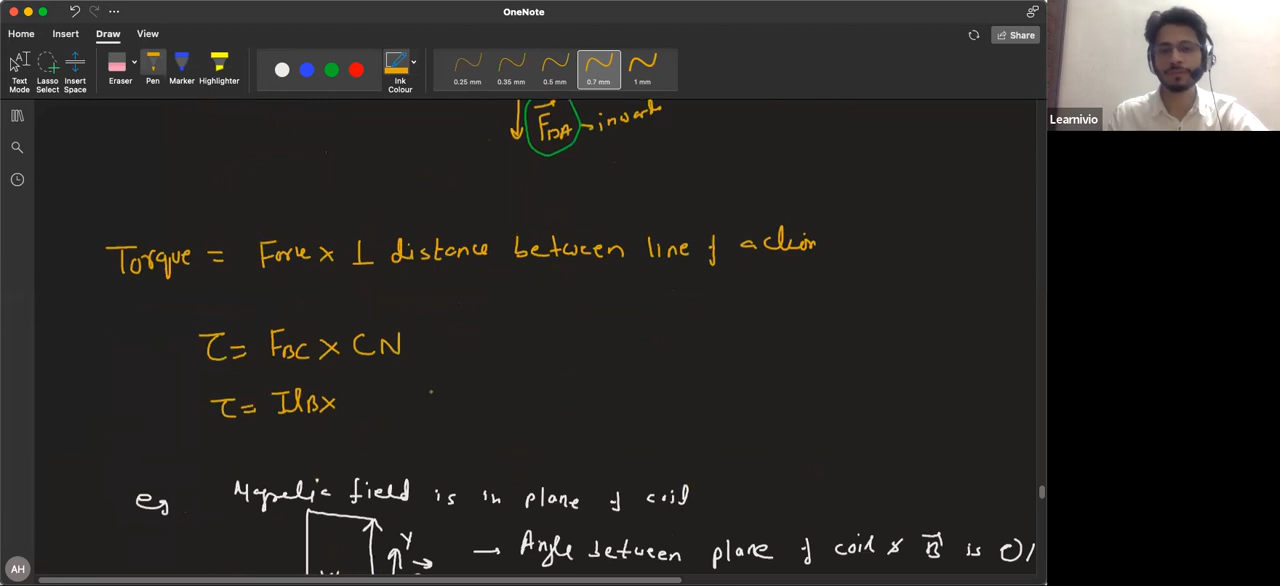 OneNote
Home Insert Draw View
Share
Text Mode
Lasso Select
Insert Space
Eraser
Pen
Marker
Highlighter
Ink Colour
0.25 mm
0.35 mm
0.5 mm
0.7 mm
1 mm
Learnivio
F BA
Torque = Force × ⊥ distance between line of action
τ = F BC × CN
τ = IlB×
eg Magnetic field is in plane of coil
Y
→ Angle between plane of coil & B is 0
AH